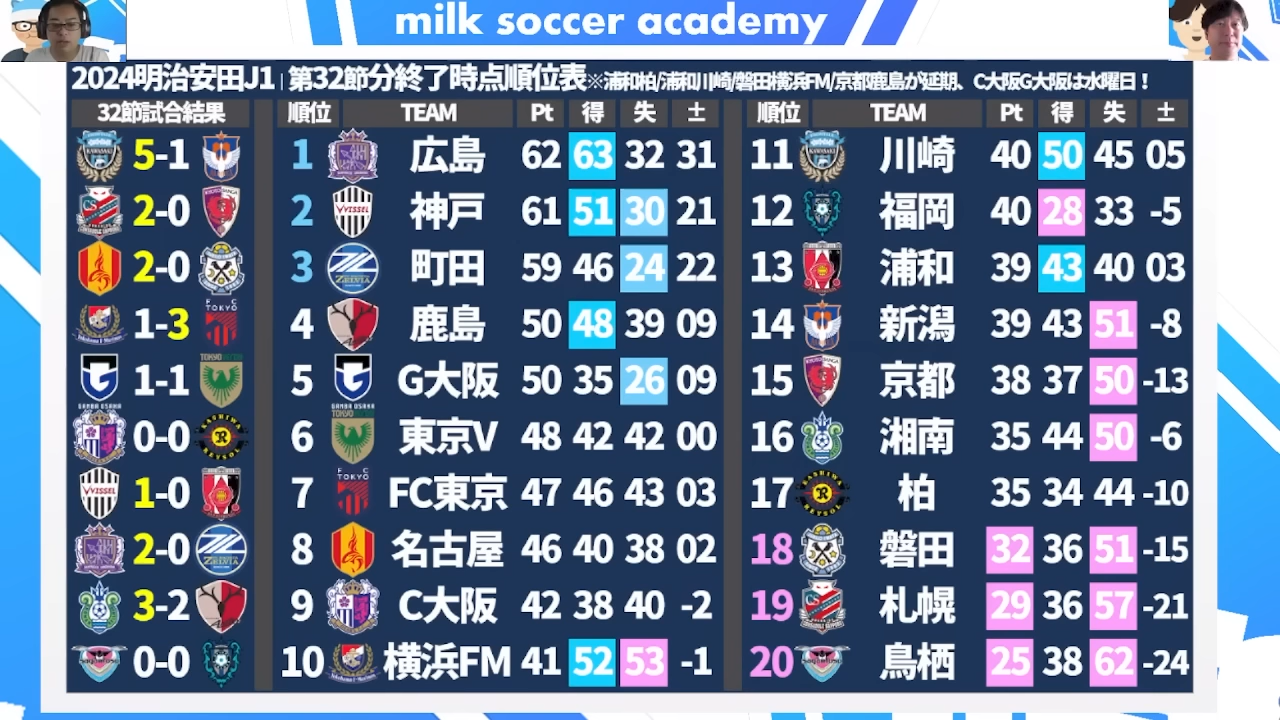 milk soccer academy
2024明治安田J1 | 第32節分終了時点順位表※浦和柏/浦和川崎/磐田横浜FM/京都鹿島が延期、C大阪G大阪は水曜日！
32節試合結果 順位 TEAM Pt 得 失 ± 順位 TEAM Pt 得 失 ±
5-1 1 広島 62 63 32 31 11 川崎 40 50 45 05
2-0 2 神戸 61 51 30 21 12 福岡 40 28 33 -5
2-0 3 町田 59 46 24 22 13 浦和 39 43 40 03
1-3 4 鹿島 50 48 39 09 14 新潟 39 43 51 -8
1-1 5 G大阪 50 35 26 09 15 京都 38 37 50 -13
0-0 6 東京V 48 42 42 00 16 湘南 35 44 50 -6
1-0 7 FC東京 47 46 43 03 17 柏 35 34 44 -10
2-0 8 名古屋 46 40 38 02 18 磐田 32 36 51 -15
3-2 9 C大阪 42 38 40 -2 19 札幌 29 36 57 -21
0-0 10 横浜FM 41 52 53 -1 20 鳥栖 25 38 62 -24